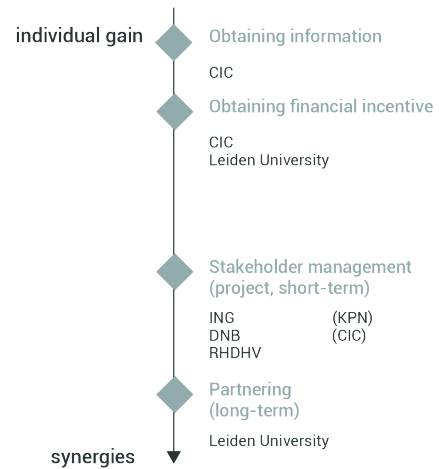 individual gain
Obtaining information
CIC
Obtaining financial incentive
CIC
Leiden University
Stakeholder management
(project, short-term)
ING (KPN)
DNB (CIC)
RHDHV
Partnering
(long-term)
Leiden University
synergies